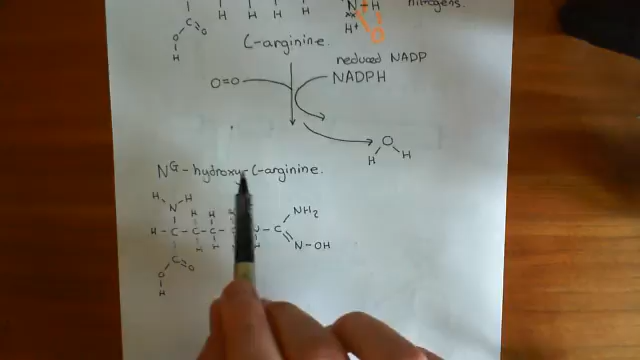 nitrogens.
H H H H N H
C O
O H+
H
L-arginine.
reduced NADP
O=O NADPH
O
H H
N^G-hydroxy-L-arginine.
H H
N NH₂
H-C-C-C- N-C
N-OH
C O
O
H